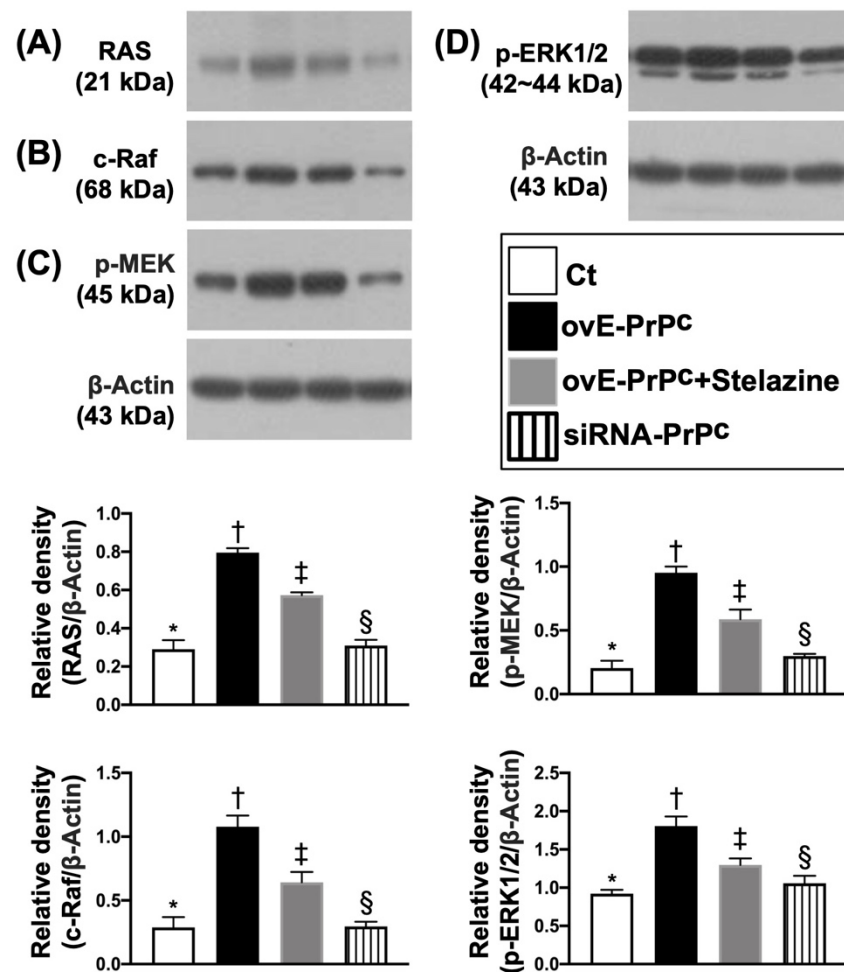 (A)
RAS
(21 kDa)
(B)
c-Raf
(68 kDa)
(C)
p-MEK
(45 kDa)
β-Actin
(43 kDa)
(D)
p-ERK1/2
(42~44 kDa)
β-Actin
(43 kDa)
Ct
ovE-PrPᶜ
ovE-PrPᶜ+Stelazine
siRNA-PrPᶜ
Relative density
(RAS/β-Actin)
1.0
0.8
0.6
0.4
0.2
0.0
*
†
‡
§
Relative density
(p-MEK/β-Actin)
1.5
1.0
0.5
0.0
*
†
‡
§
Relative density
(c-Raf/β-Actin)
1.5
1.0
0.5
0.0
*
†
‡
§
Relative density
(p-ERK1/2/β-Actin)
2.5
2.0
1.5
1.0
0.5
0.0
*
†
‡
§